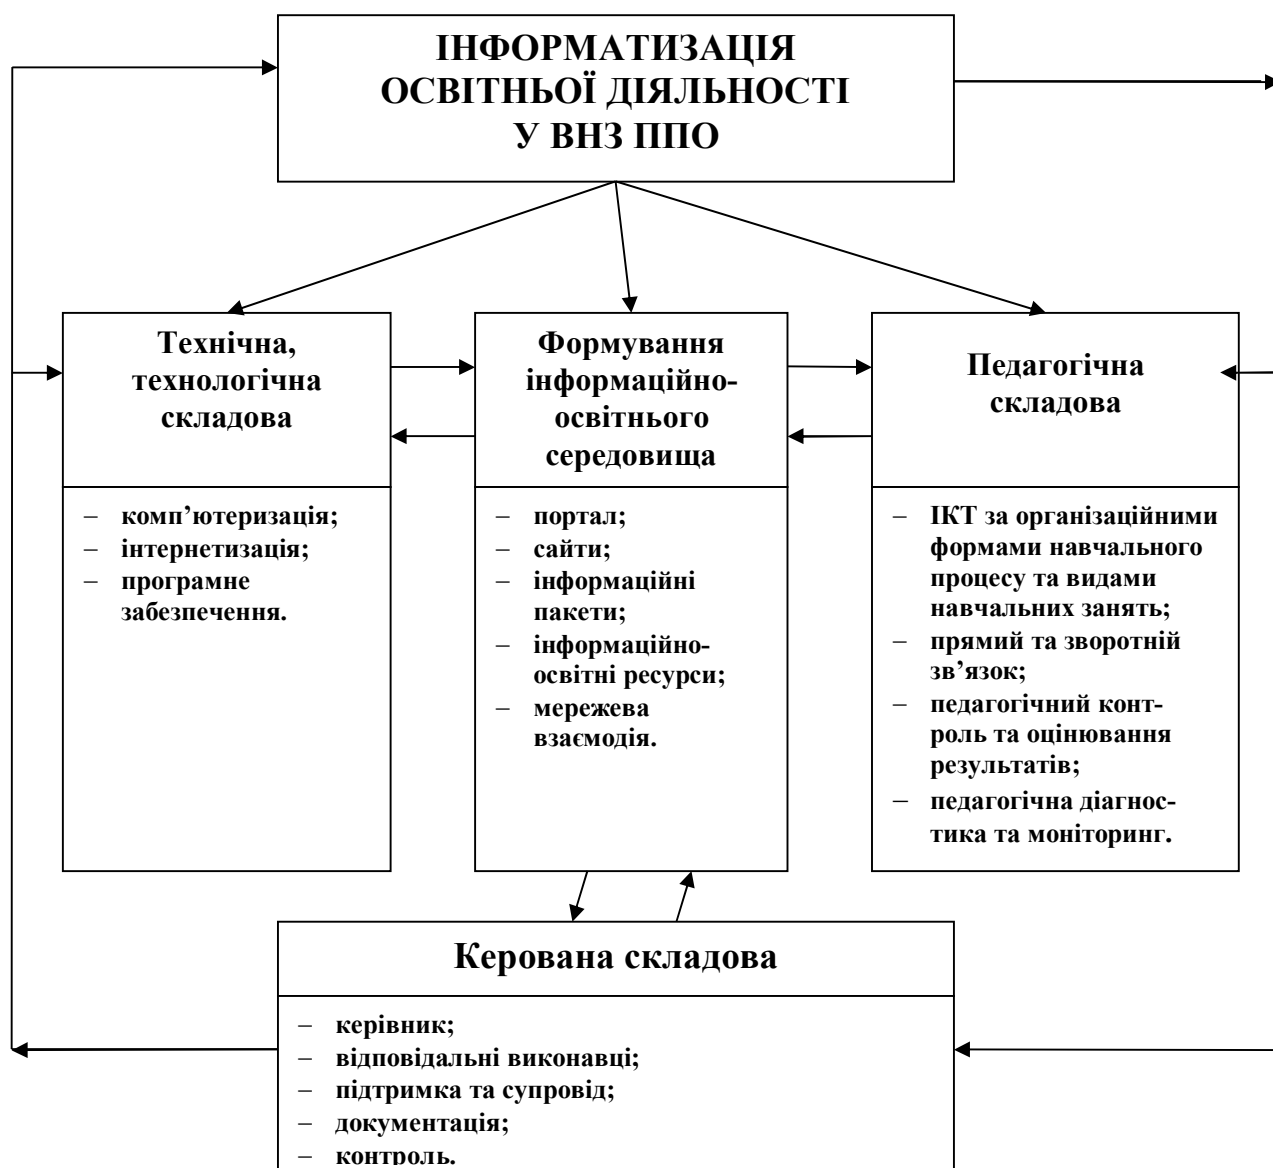 ІНФОРМАТИЗАЦІЯ
ОСВІТНЬОЇ ДІЯЛЬНОСТІ
У ВНЗ ППО
Технічна,
технологічна
складова
– комп’ютеризація;
– інтернетизація;
– програмне
забезпечення.
Формування
інформаційно-
освітнього
середовища
– портал;
– сайти;
– інформаційні
пакети;
– інформаційно-
освітні ресурси;
– мережева
взаємодія.
Педагогічна
складова
– ІКТ за організаційними
формами навчального
процесу та видами
навчальних занять;
– прямий та зворотній
зв’язок;
– педагогічний конт-
роль та оцінювання
результатів;
– педагогічна діагнос-
тика та моніторинг.
Керована складова
– керівник;
– відповідальні виконавці;
– підтримка та супровід;
– документація;
– контроль.